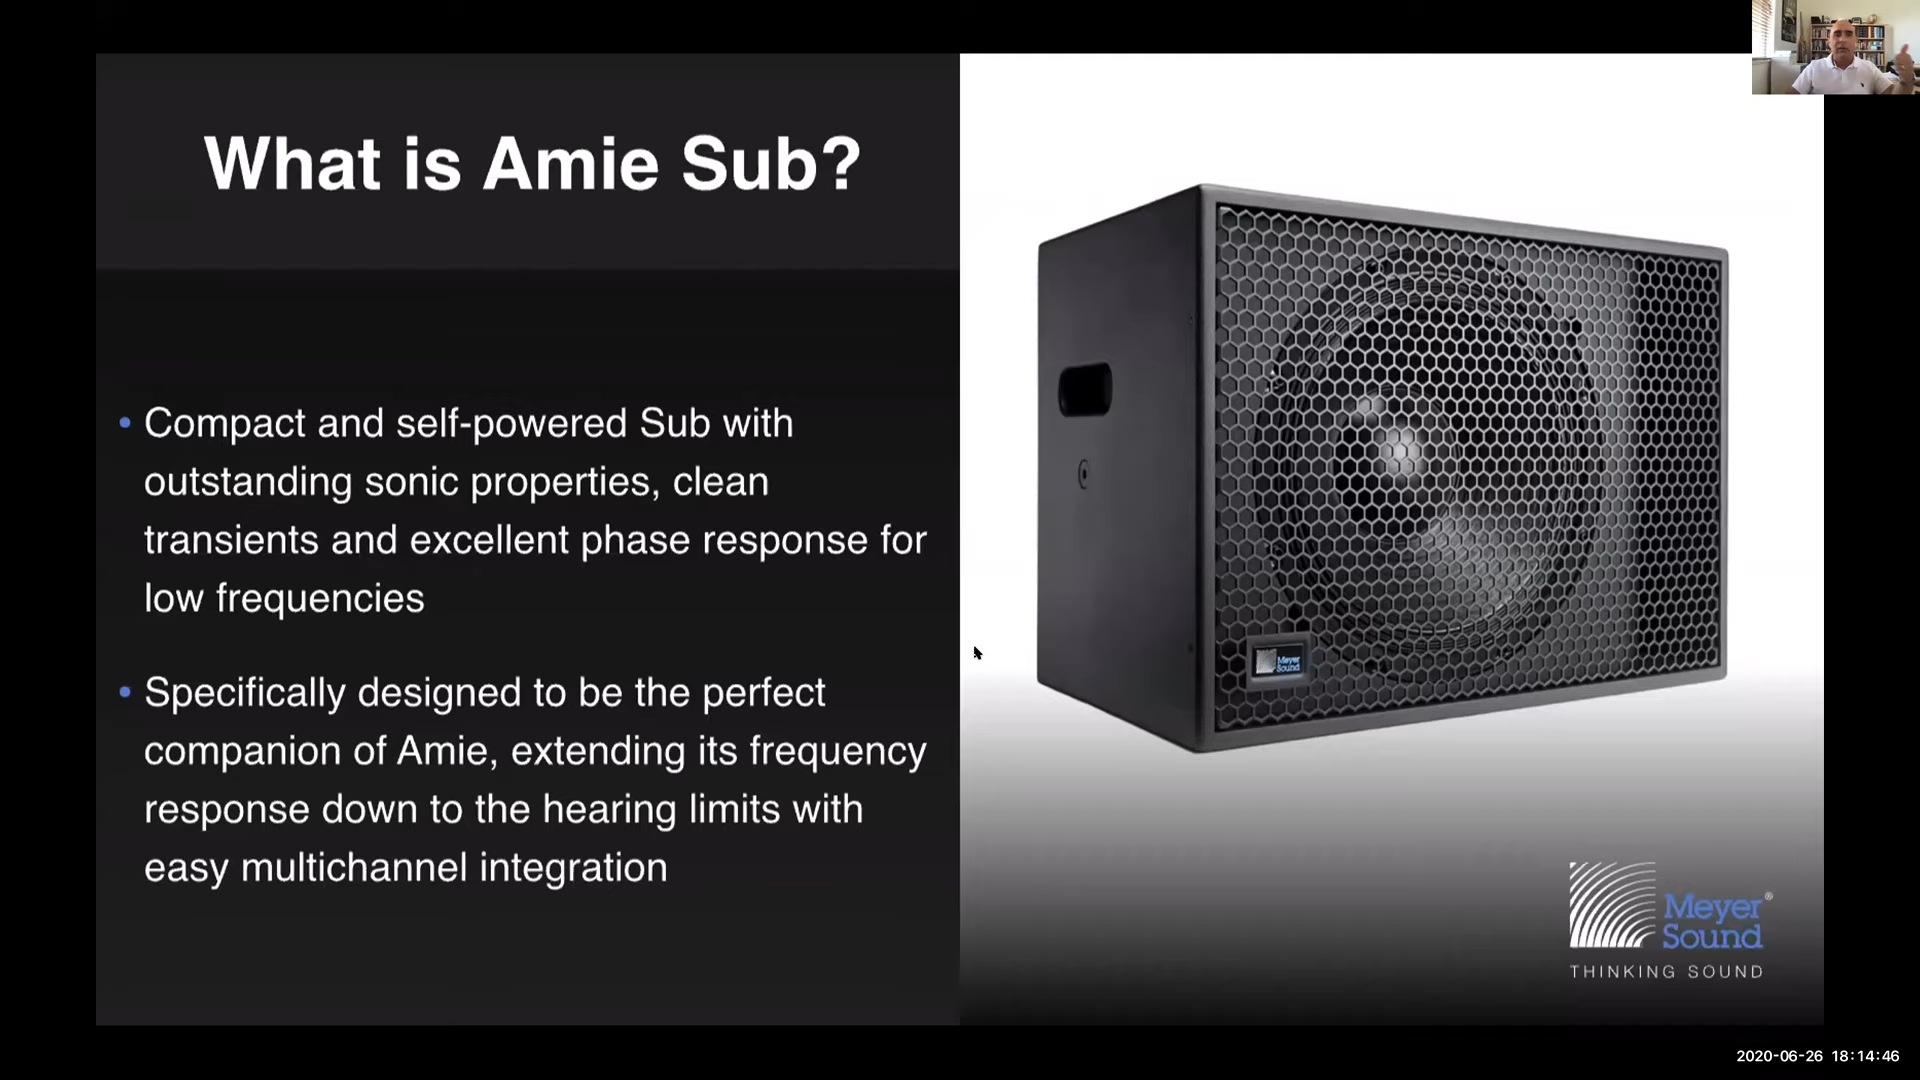 What is Amie Sub?
• Compact and self-powered Sub with
outstanding sonic properties, clean
transients and excellent phase response for
low frequencies
• Specifically designed to be the perfect
companion of Amie, extending its frequency
response down to the hearing limits with
easy multichannel integration
Meyer
Sound
Meyer®
Sound
THINKING SOUND
2020-06-26 18:14:46